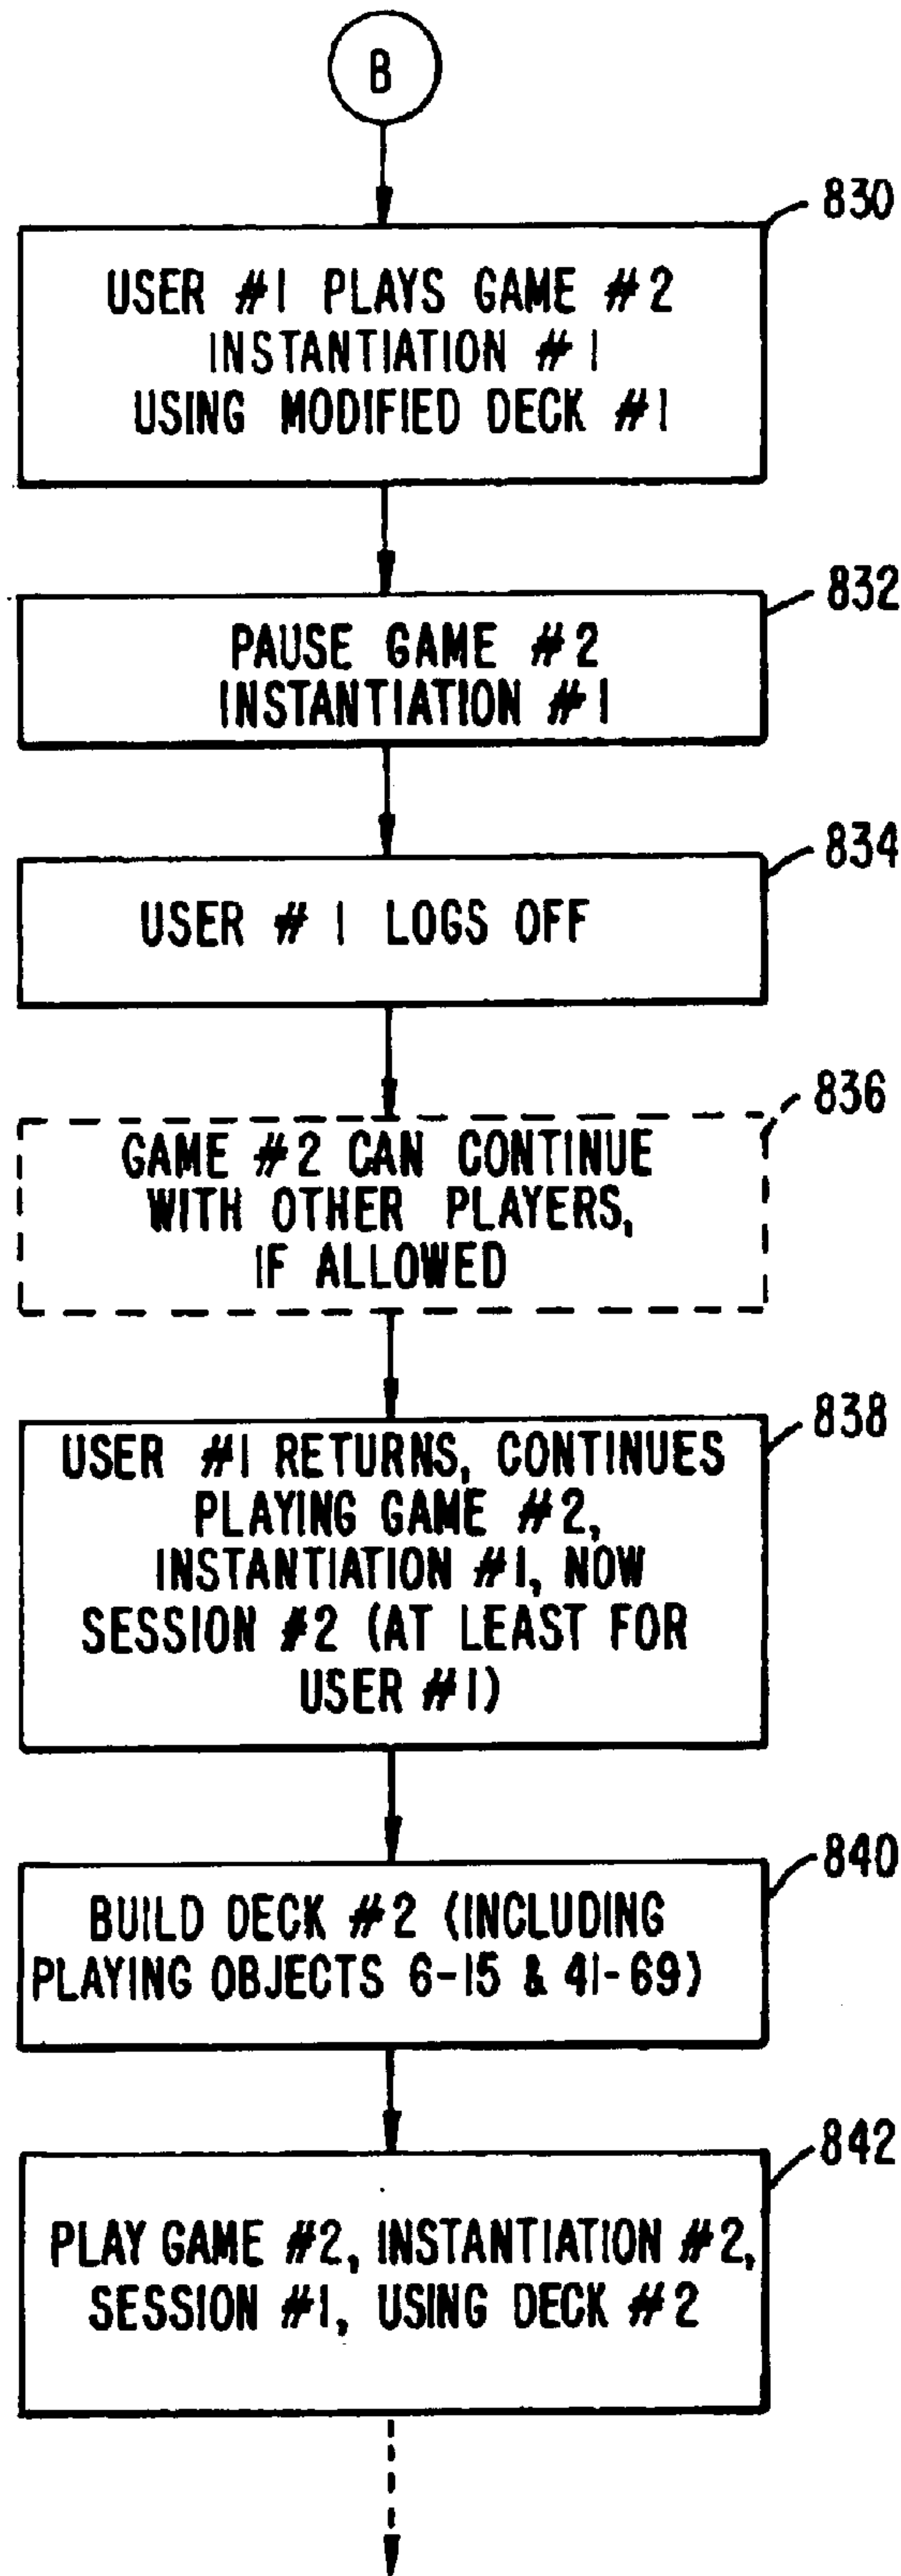 B
830
USER #1 PLAYS GAME #2
INSTANTIATION #1
USING MODIFIED DECK #1
832
PAUSE GAME #2
INSTANTIATION #1
834
USER #1 LOGS OFF
836
GAME #2 CAN CONTINUE
WITH OTHER PLAYERS,
IF ALLOWED
838
USER #1 RETURNS, CONTINUES
PLAYING GAME #2,
INSTANTIATION #1, NOW
SESSION #2 (AT LEAST FOR
USER #1)
840
BUILD DECK #2 (INCLUDING
PLAYING OBJECTS 6-15 & 41-69)
842
PLAY GAME #2, INSTANTIATION #2,
SESSION #1, USING DECK #2